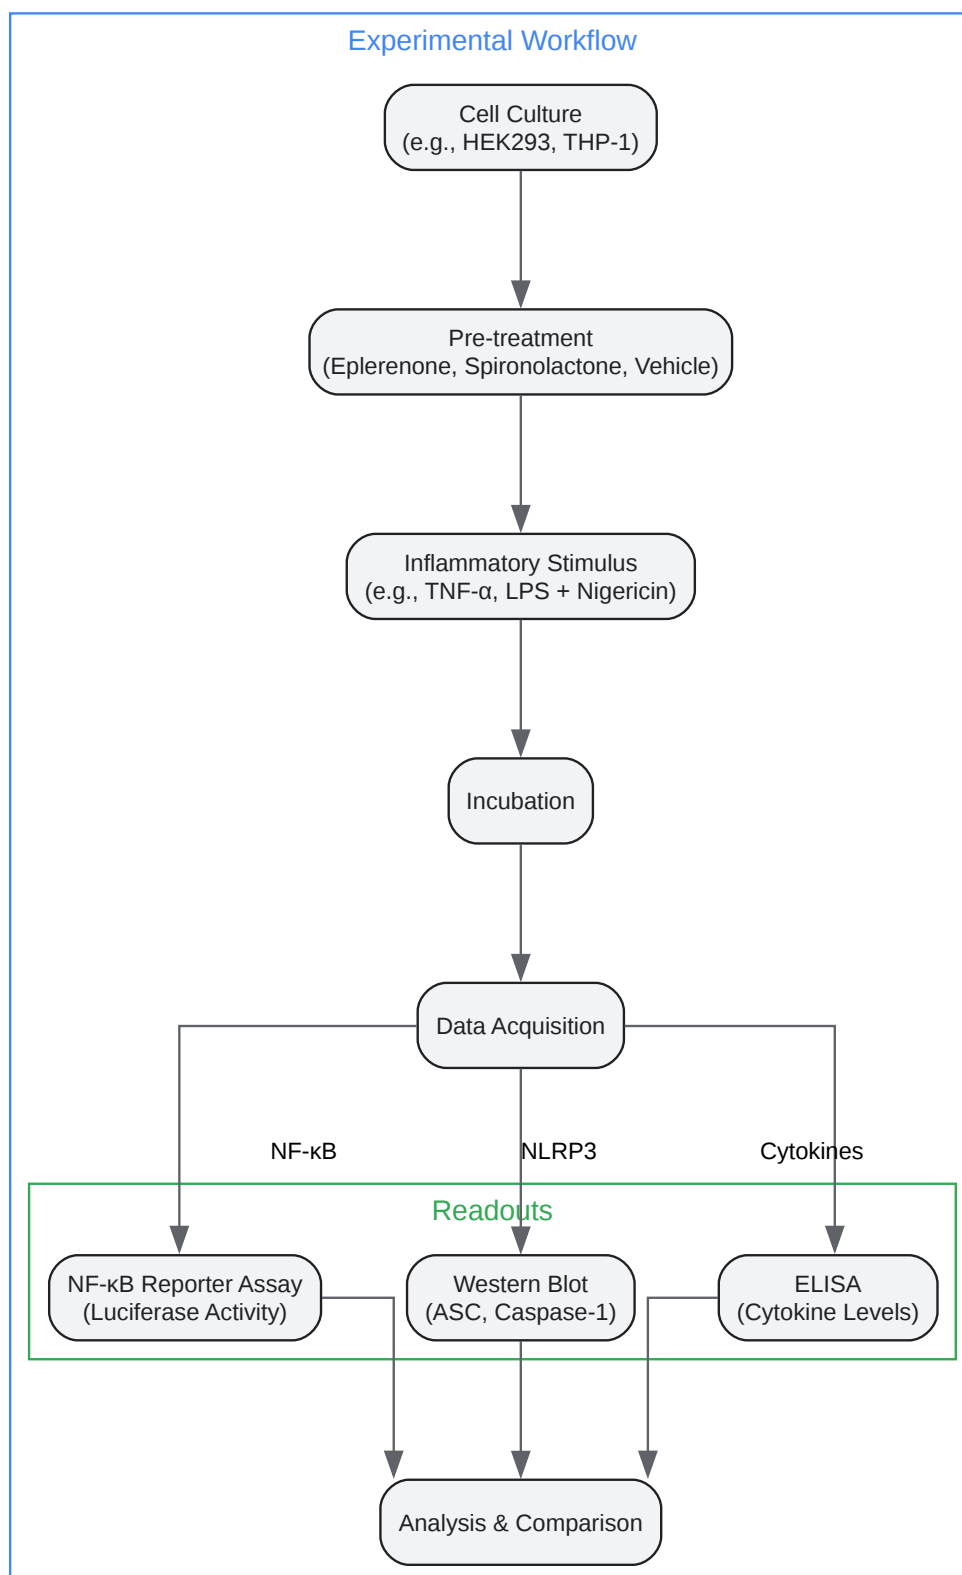 Experimental Workflow
Cell Culture
(e.g., HEK293, THP-1)
Pre-treatment
(Eplerenone, Spironolactone, Vehicle)
Inflammatory Stimulus
(e.g., TNF-α, LPS + Nigericin)
Incubation
Data Acquisition
NF-κB
NLRP3
Cytokines
Readouts
NF-κB Reporter Assay
(Luciferase Activity)
Western Blot
(ASC, Caspase-1)
ELISA
(Cytokine Levels)
Analysis & Comparison